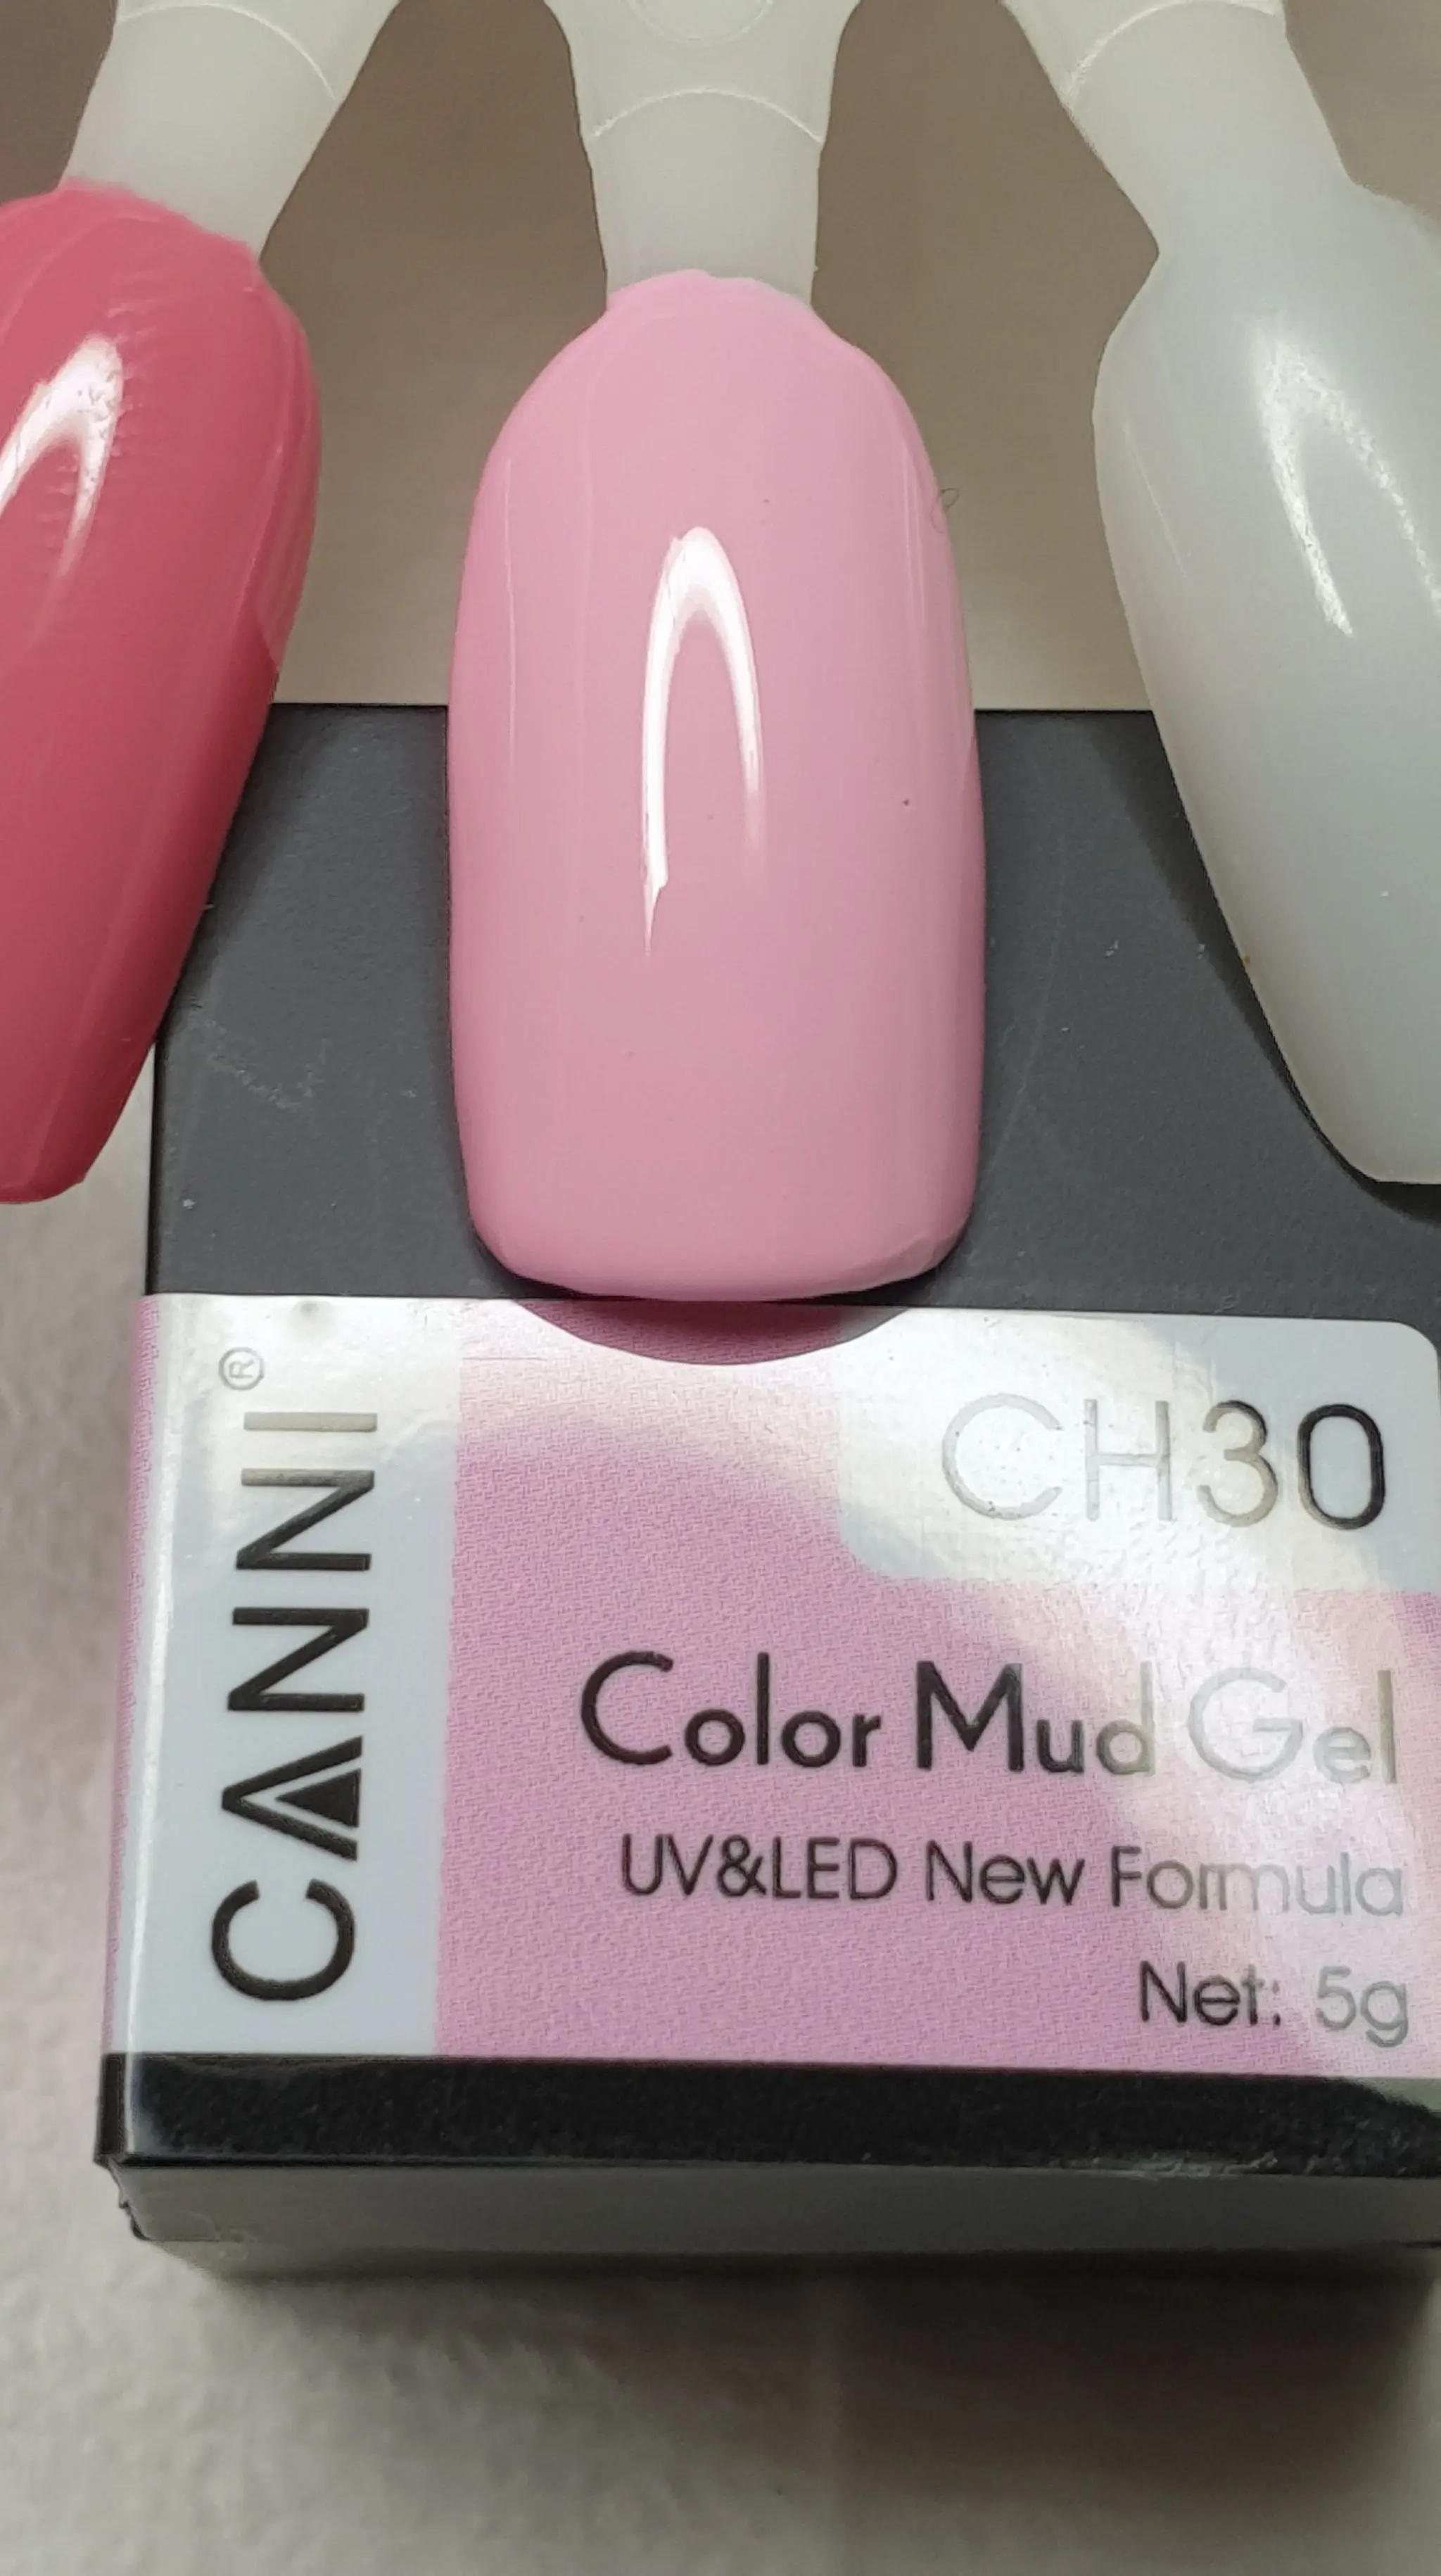 CANNI®
CH30
Color Mud Gel
UV&LED New Formula
Net: 5g